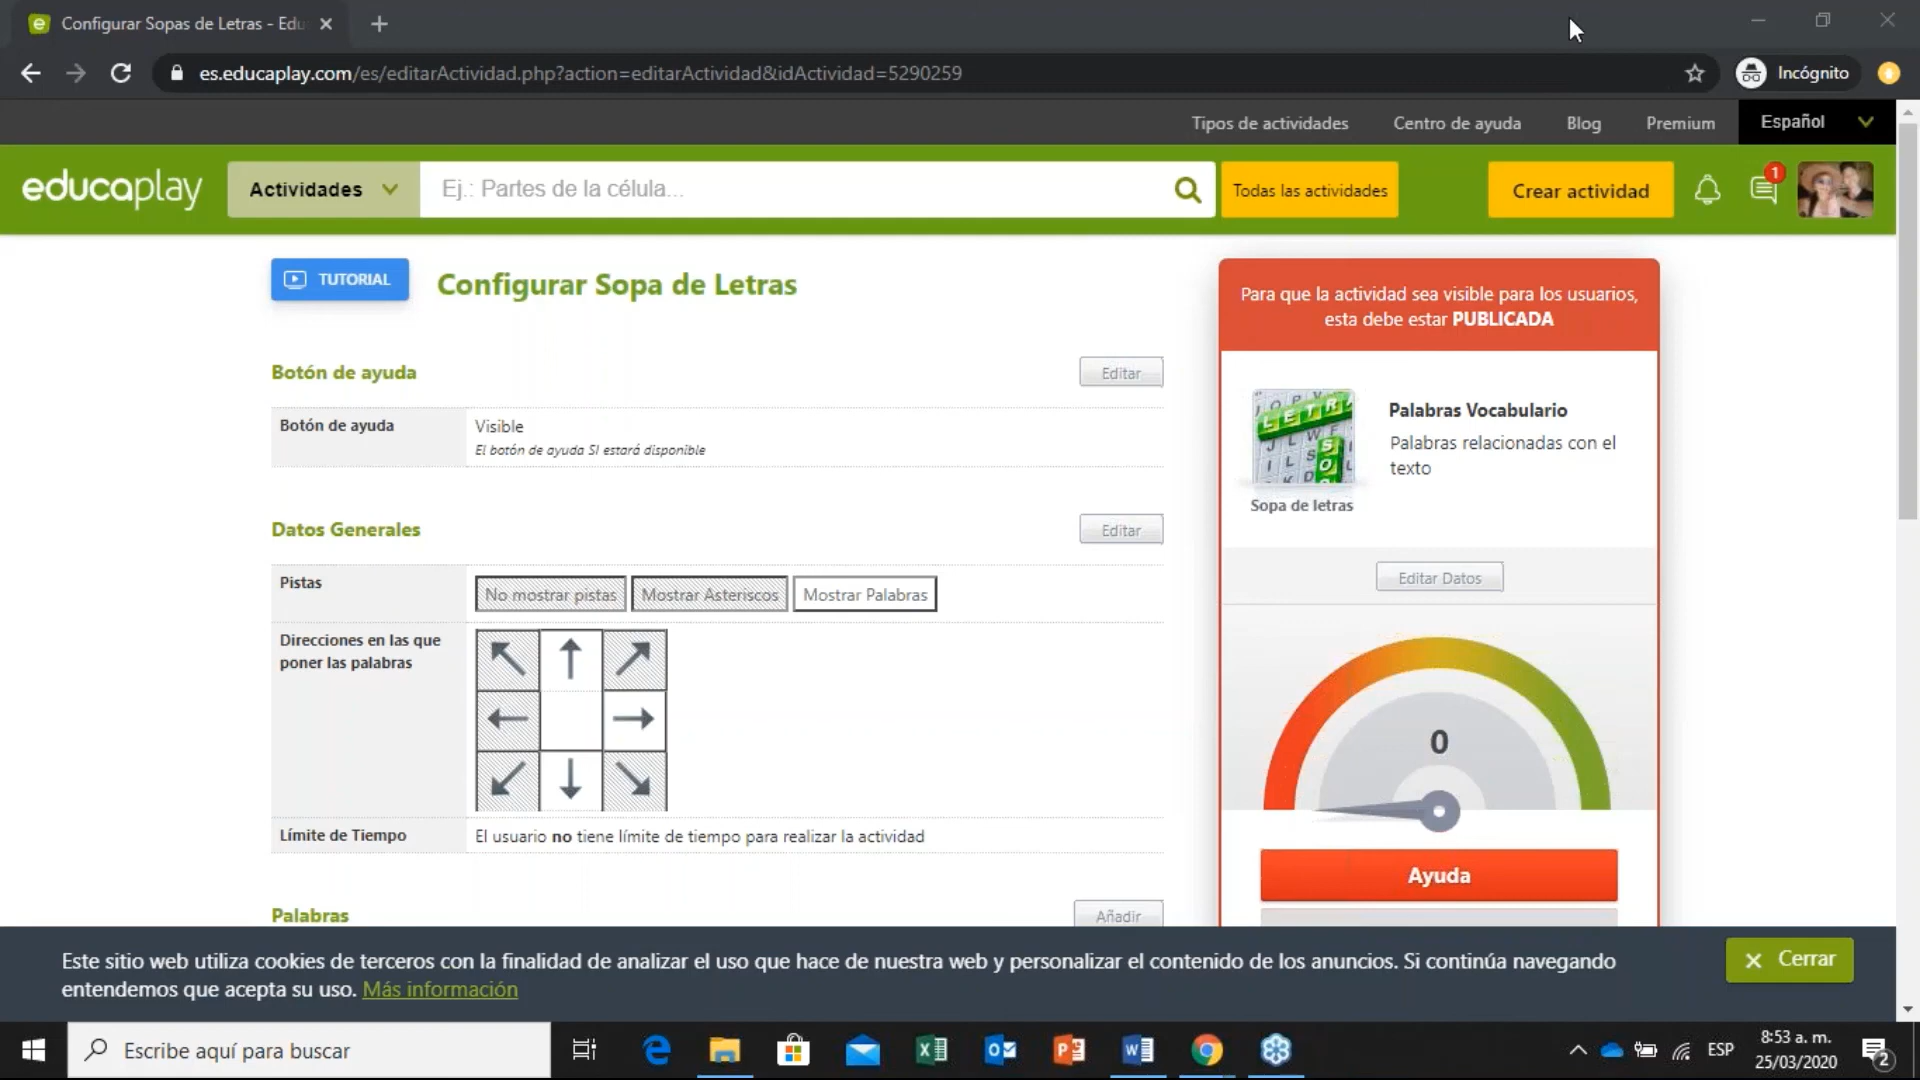 Configurar Sopas de Letras - Edu
es.educaplay.com/es/editarActividad.php?action=editarActividad&idActividad=5290259
Incógnito
Tipos de actividades
Centro de ayuda
Blog
Premium
Español
educaplay
Actividades
Ej.: Partes de la célula...
Todas las actividades
Crear actividad
1
TUTORIAL
Configurar Sopa de Letras
Botón de ayuda
Editar
Botón de ayuda
Visible
El botón de ayuda SI estará disponible
Datos Generales
Editar
Pistas
No mostrar pistas
Mostrar Asteriscos
Mostrar Palabras
Direcciones en las que
poner las palabras
Límite de Tiempo
El usuario no tiene límite de tiempo para realizar la actividad
Palabras
Añadir
Para que la actividad sea visible para los usuarios,
esta debe estar PUBLICADA
Palabras Vocabulario
Palabras relacionadas con el
texto
Sopa de letras
Editar Datos
0
Ayuda
Este sitio web utiliza cookies de terceros con la finalidad de analizar el uso que hace de nuestra web y personalizar el contenido de los anuncios. Si continúa navegando
entendemos que acepta su uso. Más información
Cerrar
Escribe aquí para buscar
ESP
8:53 a. m.
25/03/2020
2